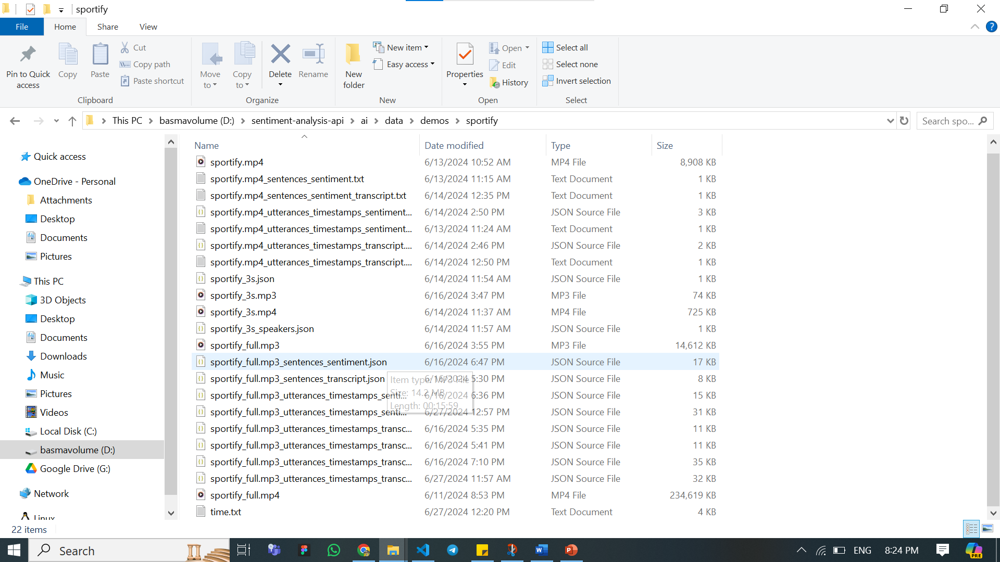 sportify
File Home Share View
Pin to Quick access
Copy
Paste
Cut
Copy path
Paste shortcut
Clipboard
Move to
Copy to
Delete
Rename
Organize
New folder
New item
Easy access
New
Properties
Open
Edit
History
Open
Select all
Select none
Invert selection
Select
This PC basmavolume (D:) sentiment-analysis-api ai data demos sportify
Search spo...
Quick access
OneDrive - Personal
Attachments
Desktop
Documents
Pictures
This PC
3D Objects
Desktop
Documents
Downloads
Music
Pictures
Videos
Local Disk (C:)
basmavolume (D:)
Google Drive (G:)
Network
Linux
Name Date modified Type Size
sportify.mp4 6/13/2024 10:52 AM MP4 File 8,908 KB
sportify.mp4_sentences_sentiment.txt 6/13/2024 11:15 AM Text Document 1 KB
sportify.mp4_sentences_sentiment_transcript.txt 6/14/2024 12:35 PM Text Document 1 KB
sportify.mp4_utterances_timestamps_sentiment... 6/14/2024 2:50 PM JSON Source File 3 KB
sportify.mp4_utterances_timestamps_sentiment... 6/13/2024 11:24 AM Text Document 1 KB
sportify.mp4_utterances_timestamps_transcript.... 6/14/2024 2:46 PM JSON Source File 2 KB
sportify.mp4_utterances_timestamps_transcript.... 6/14/2024 12:50 PM Text Document 1 KB
sportify_3s.json 6/14/2024 11:54 AM JSON Source File 1 KB
sportify_3s.mp3 6/16/2024 3:47 PM MP3 File 74 KB
sportify_3s.mp4 6/14/2024 11:37 AM MP4 File 725 KB
sportify_3s_speakers.json 6/14/2024 11:57 AM JSON Source File 1 KB
sportify_full.mp3 6/16/2024 3:55 PM MP3 File 14,612 KB
sportify_full.mp3_sentences_sentiment.json 6/16/2024 6:47 PM JSON Source File 17 KB
sportify_full.mp3_sentences_transcript.json 6/16/2024 5:30 PM JSON Source File 8 KB
sportify_full.mp3_utterances_timestamps_senti... 6/16/2024 6:36 PM JSON Source File 15 KB
sportify_full.mp3_utterances_timestamps_senti... 6/27/2024 12:57 PM JSON Source File 31 KB
sportify_full.mp3_utterances_timestamps_transc... 6/16/2024 5:35 PM JSON Source File 11 KB
sportify_full.mp3_utterances_timestamps_transc... 6/16/2024 5:41 PM JSON Source File 11 KB
sportify_full.mp3_utterances_timestamps_transc... 6/16/2024 7:10 PM JSON Source File 35 KB
sportify_full.mp3_utterances_timestamps_transc... 6/27/2024 11:57 AM JSON Source File 32 KB
sportify_full.mp4 6/11/2024 8:53 PM MP4 File 234,619 KB
time.txt 6/27/2024 12:20 PM Text Document 4 KB
Item type: MP3 File
Size: 14.2 MB
Length: 00:15:59
22 items
Search
ENG 8:24 PM
PRE